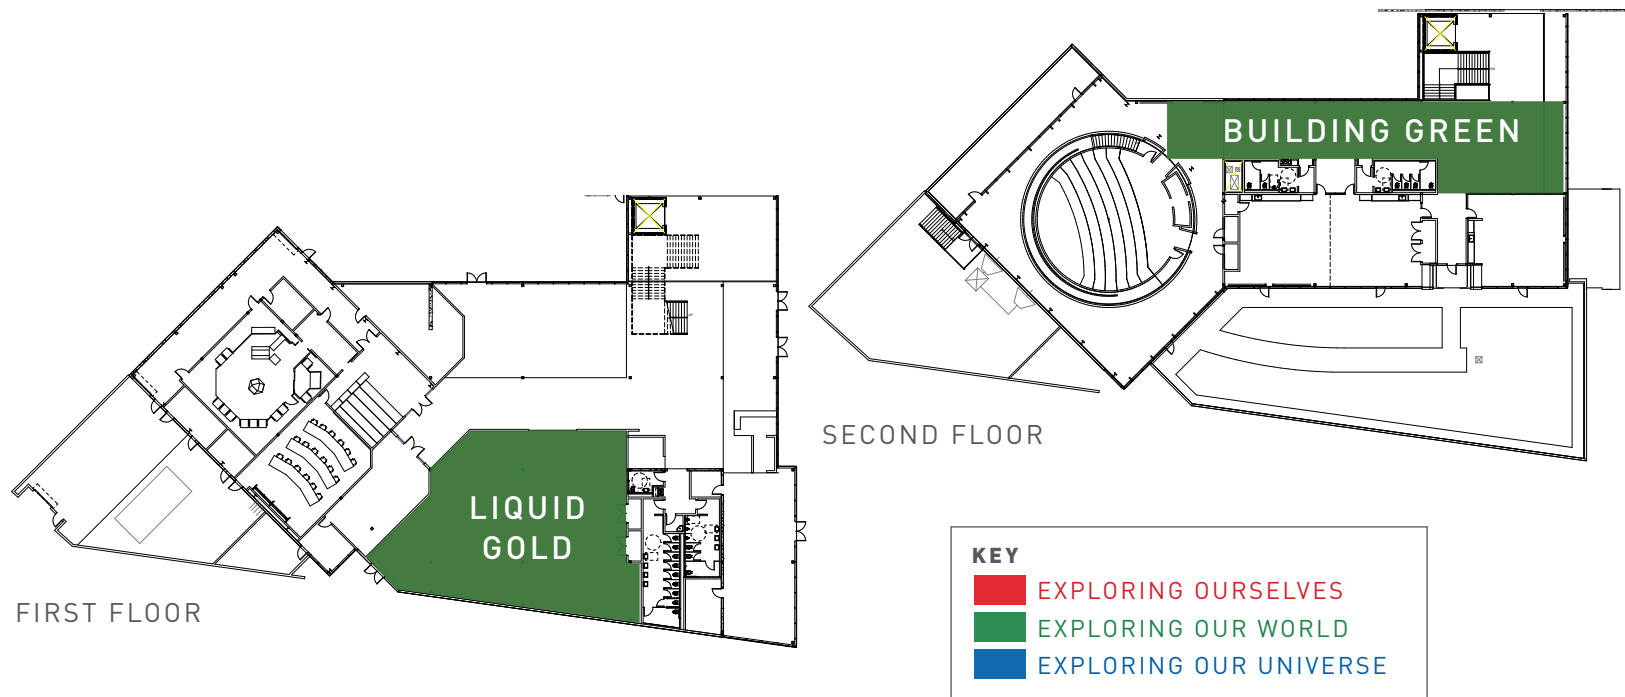 BUILDING GREEN
SECOND FLOOR
LIQUID
GOLD
FIRST FLOOR
KEY
EXPLORING OURSELVES
EXPLORING OUR WORLD
EXPLORING OUR UNIVERSE